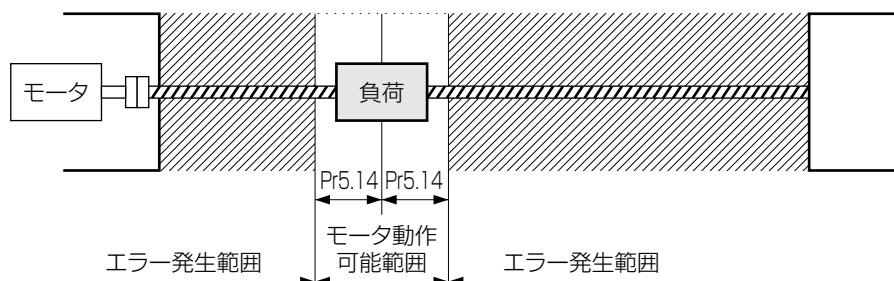 モータ
負荷
Pr5.14 Pr5.14
エラー発生範囲
モータ動作
可能範囲
エラー発生範囲